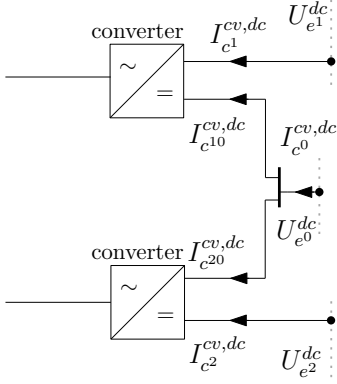 $U_{e^1}^{dc}$
converter $I_{c^1}^{cv,dc}$
∼
=
$I_{c^{10}}^{cv,dc}$ $I_{c^0}^{cv,dc}$
$U_{e^0}^{dc}$
converter $I_{c^{20}}^{cv,dc}$
∼
=
$I_{c^2}^{cv,dc}$ $U_{e^2}^{dc}$